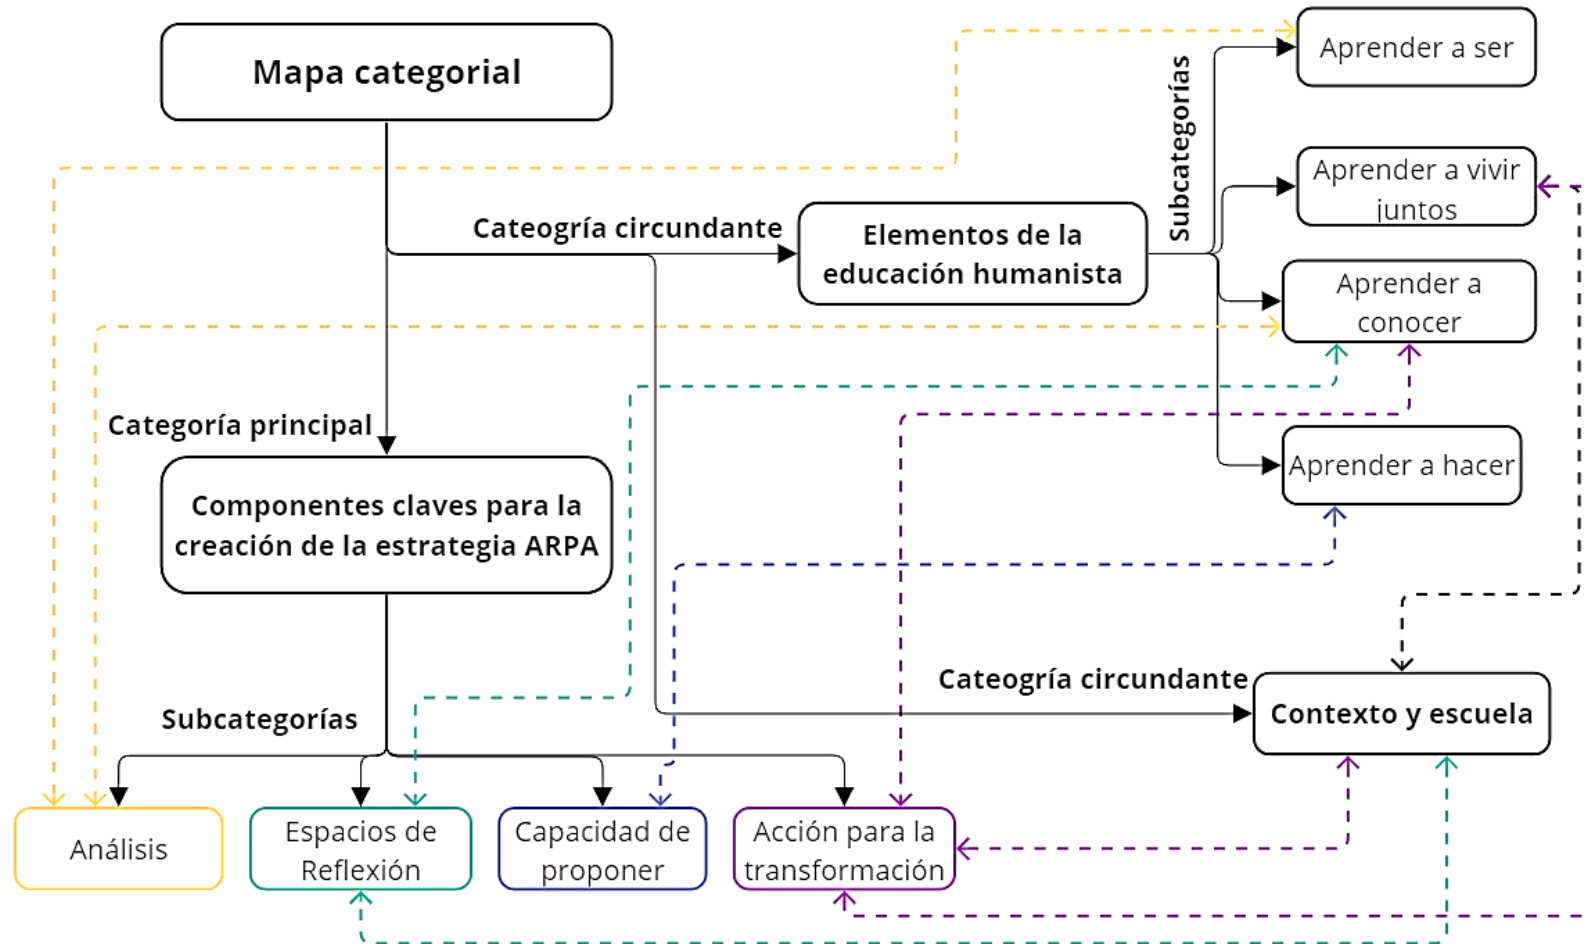 Mapa categorial
Aprender a ser
Subcategorías
Aprender a vivir
juntos
Cateogría circundante
Elementos de la
educación humanista
Aprender a
conocer
Categoría principal
Aprender a hacer
Componentes claves para la
creación de la estrategia ARPA
Cateogría circundante
Contexto y escuela
Subcategorías
Análisis
Espacios de
Reflexión
Capacidad de
proponer
Acción para la
transformación